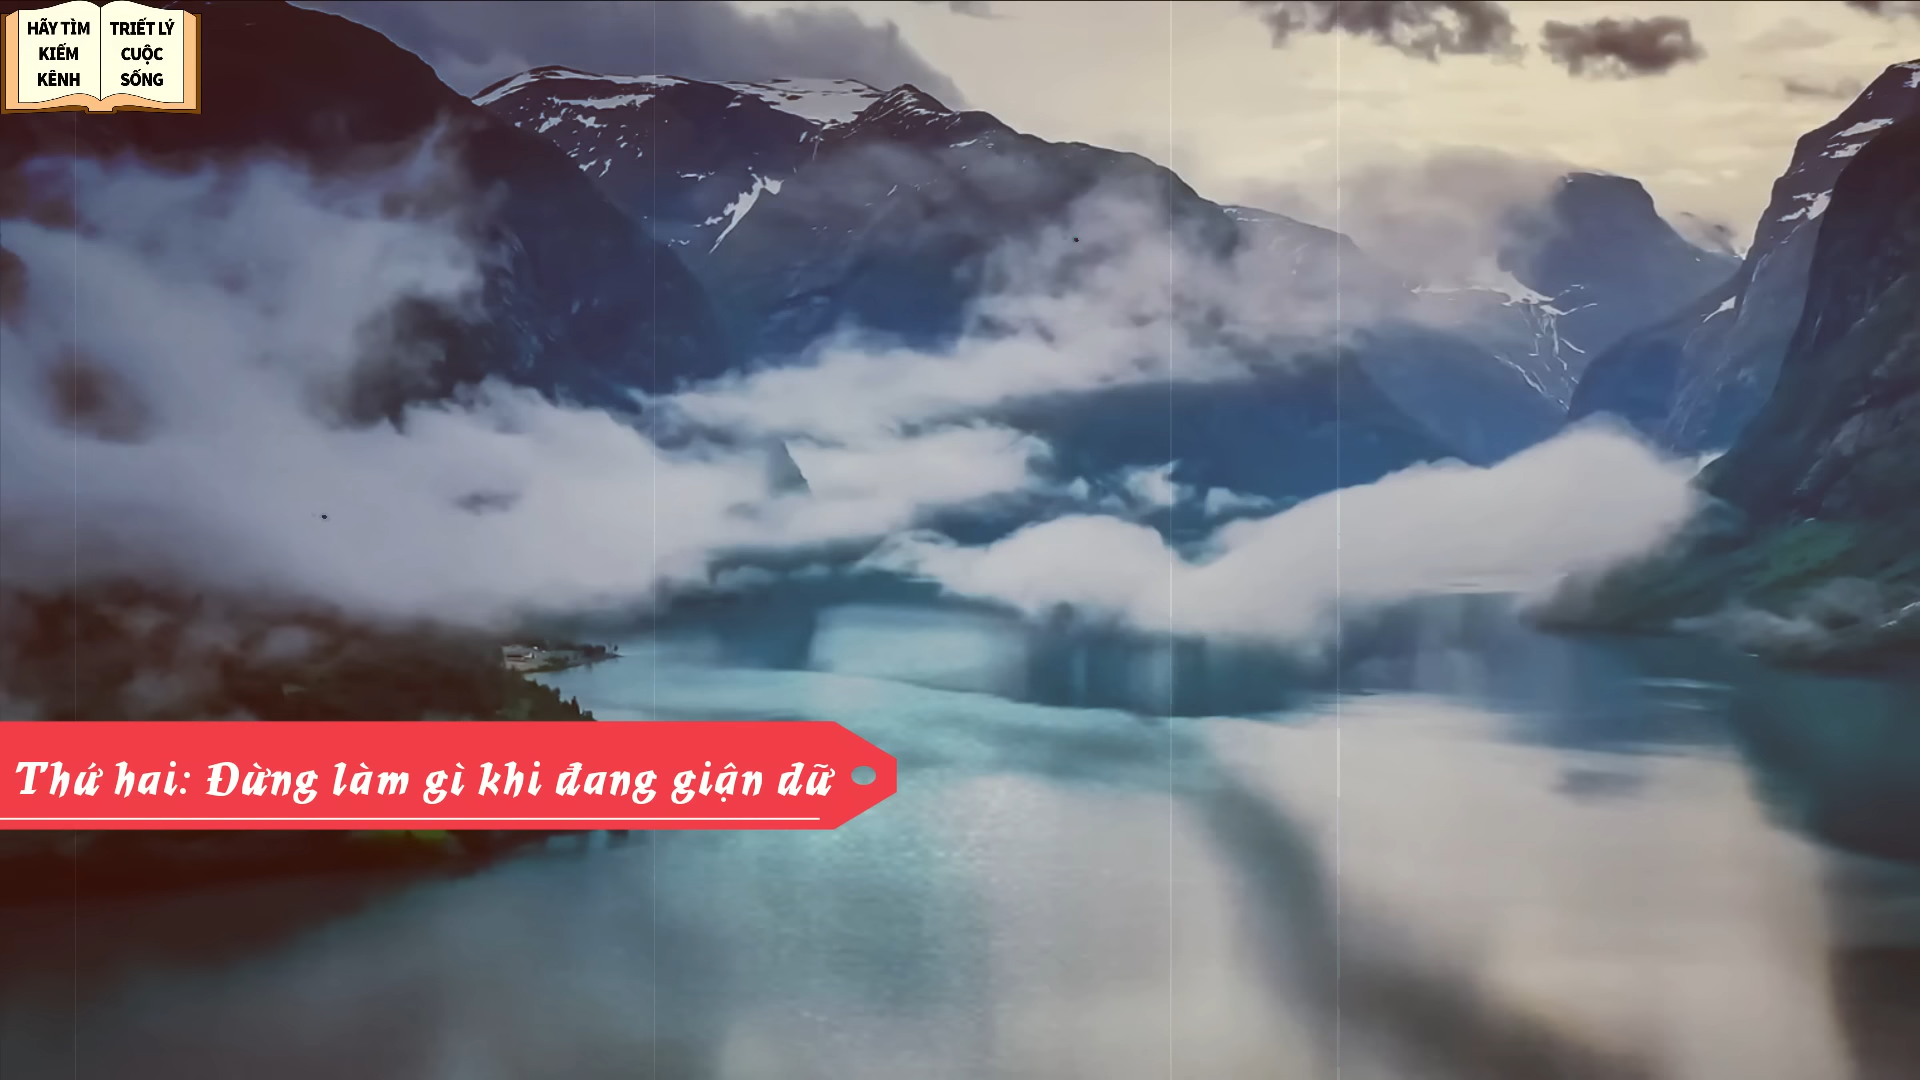 HÃY TÌM
KIẾM
KÊNH
TRIẾT LÝ
CUỘC
SỐNG
Thứ hai: Đừng làm gì khi đang giận dữ